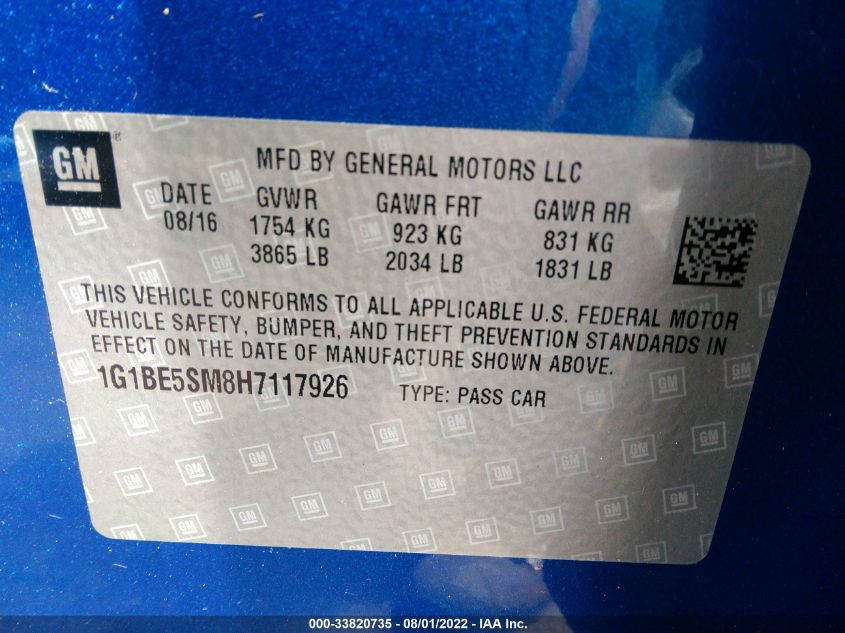 GM ® MFD BY GENERAL MOTORS LLC
DATE GVWR GAWR FRT GAWR RR
08/16 1754 KG 923 KG 831 KG
3865 LB 2034 LB 1831 LB
THIS VEHICLE CONFORMS TO ALL APPLICABLE U.S. FEDERAL MOTOR
VEHICLE SAFETY, BUMPER, AND THEFT PREVENTION STANDARDS IN
EFFECT ON THE DATE OF MANUFACTURE SHOWN ABOVE.
1G1BE5SM8H7117926 TYPE: PASS CAR
000-33820735 - 08/01/2022 - IAA Inc.